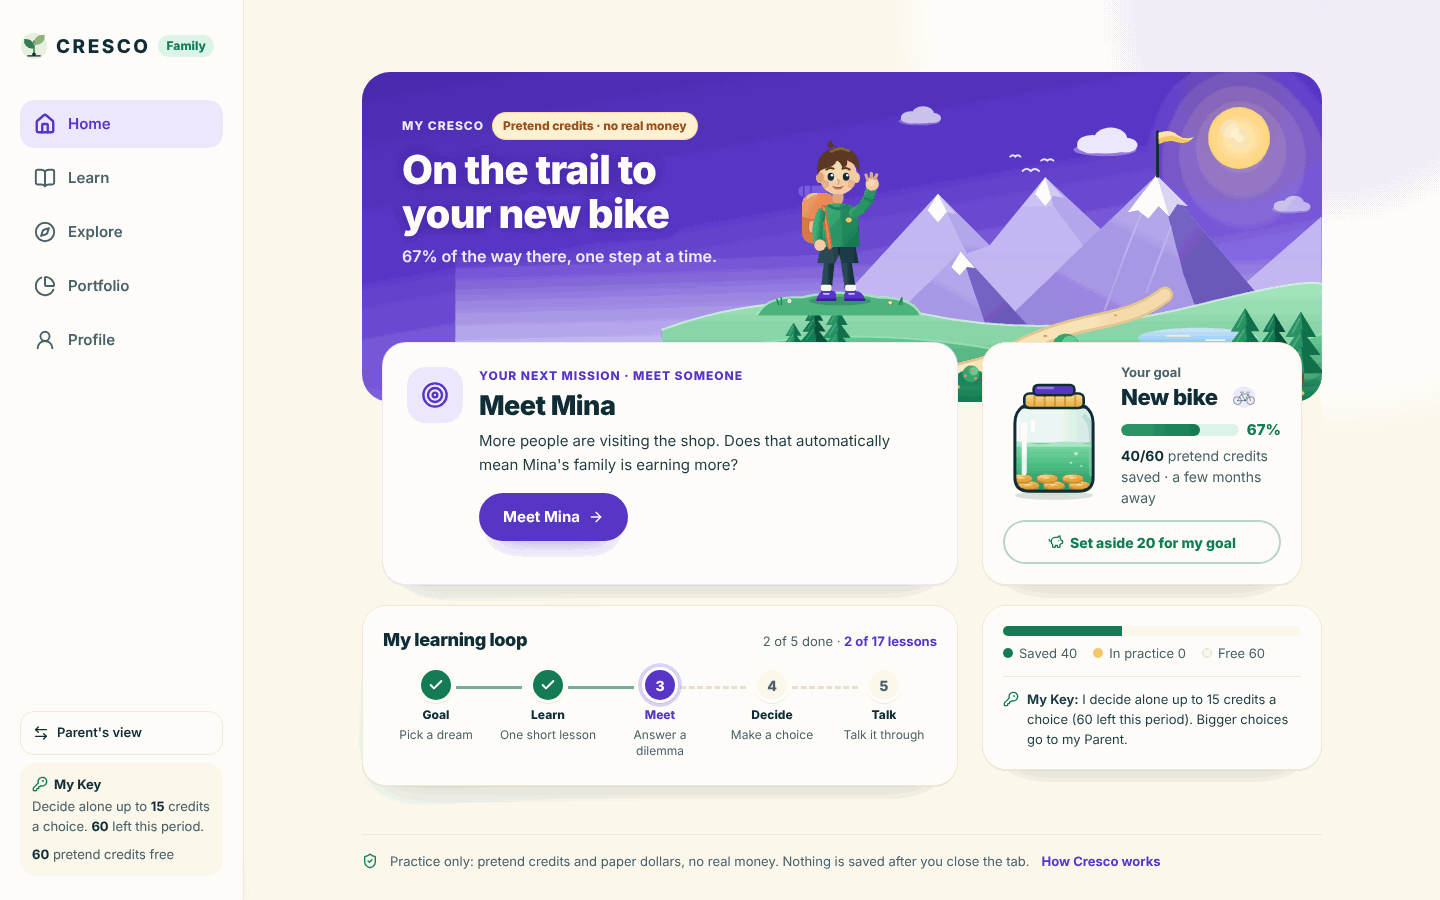 CRESCO Family
Home
Learn
Explore
Portfolio
Profile
Parent's view
My Key
Decide alone up to 15 credits
a choice. 60 left this period.
60 pretend credits free
MY CRESCO Pretend credits · no real money
On the trail to
your new bike
67% of the way there, one step at a time.
YOUR NEXT MISSION · MEET SOMEONE
Meet Mina
More people are visiting the shop. Does that automatically
mean Mina's family is earning more?
Meet Mina
Your goal
New bike
67%
40/60 pretend credits
saved · a few months
away
Set aside 20 for my goal
My learning loop
2 of 5 done · 2 of 17 lessons
3
4
5
Goal
Learn
Meet
Decide
Talk
Pick a dream
One short lesson
Answer a
dilemma
Make a choice
Talk it through
Saved 40
In practice 0
Free 60
My Key: I decide alone up to 15 credits a
choice (60 left this period). Bigger choices
go to my Parent.
Practice only: pretend credits and paper dollars, no real money. Nothing is saved after you close the tab. How Cresco works